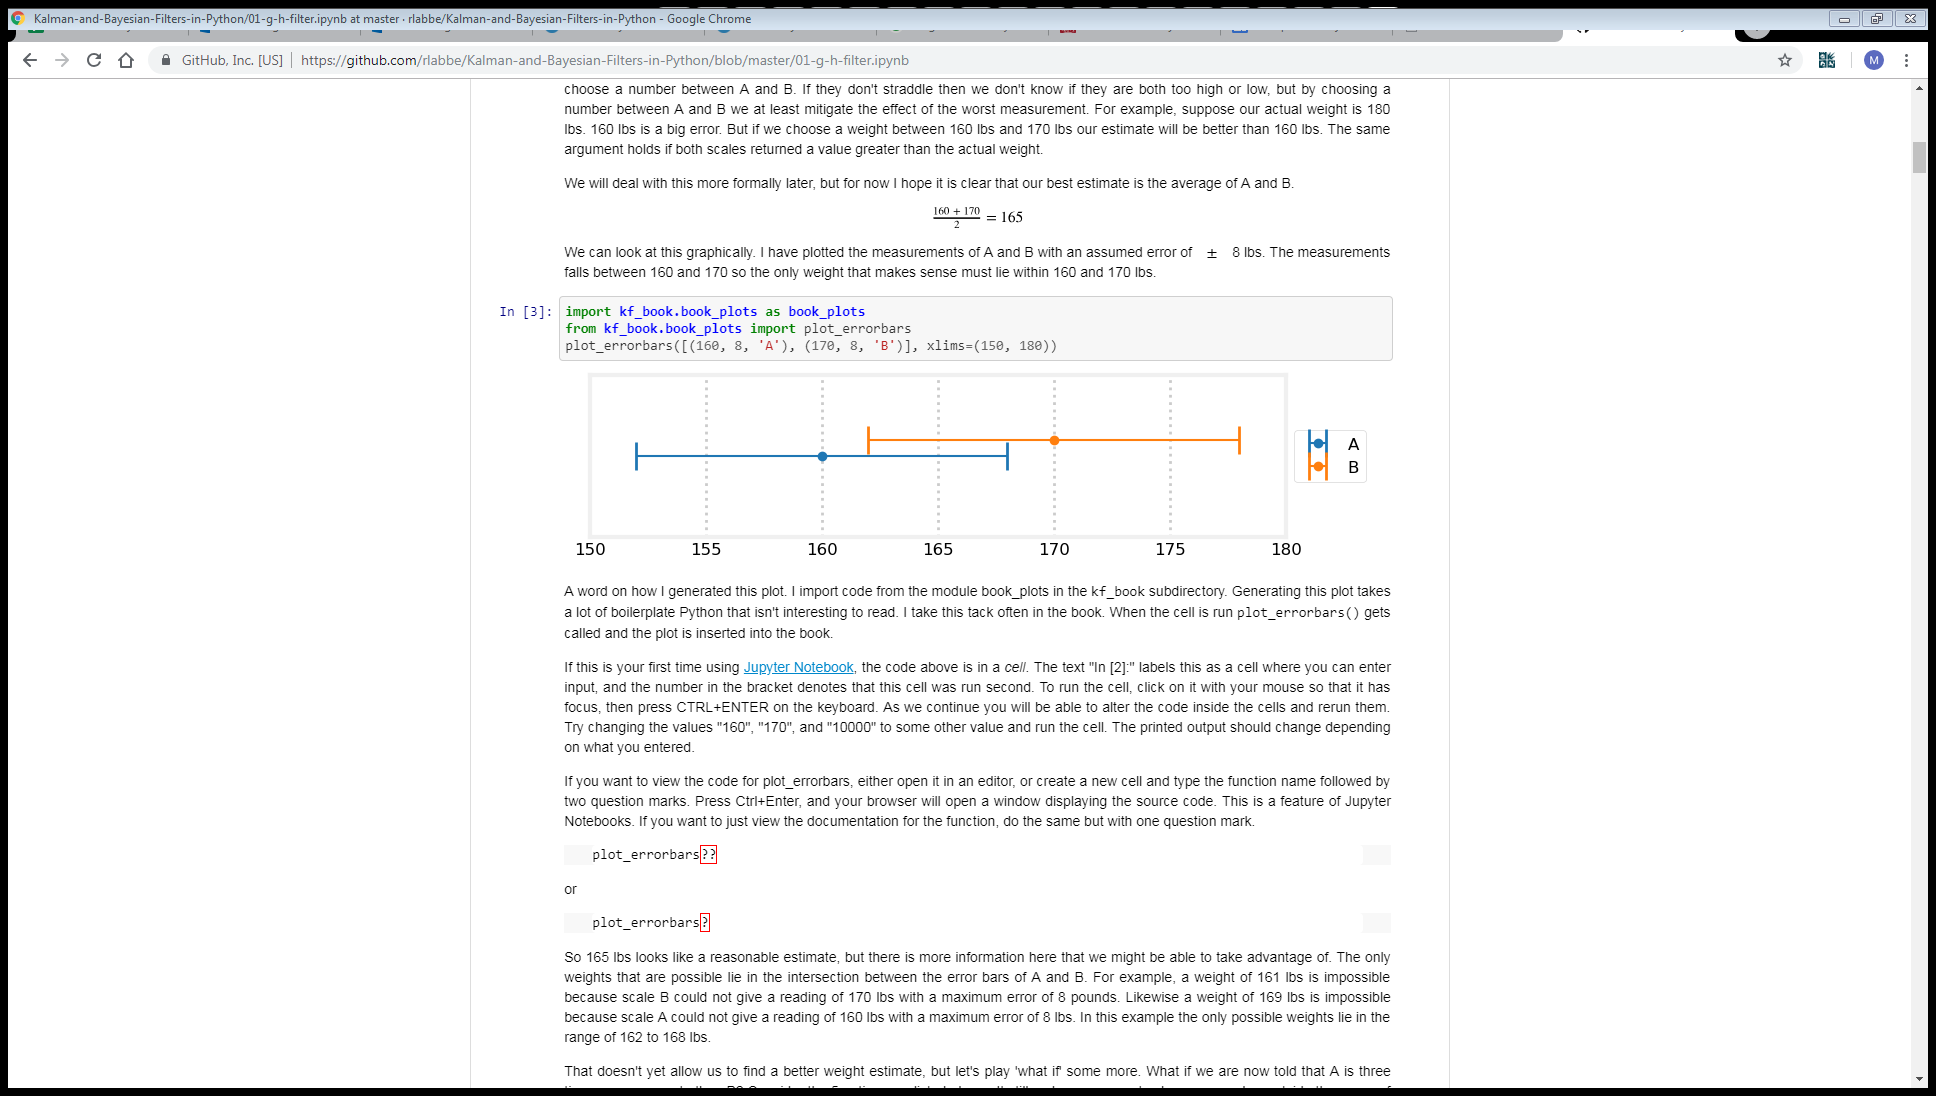 Kalman-and-Bayesian-Filters-in-Python/01-g-h-filter.ipynb at master · rlabbe/Kalman-and-Bayesian-Filters-in-Python - Google Chrome
GitHub, Inc. [US] https://github.com/rlabbe/Kalman-and-Bayesian-Filters-in-Python/blob/master/01-g-h-filter.ipynb M
choose a number between A and B. If they don't straddle then we don't know if they are both too high or low, but by choosing a
number between A and B we at least mitigate the effect of the worst measurement. For example, suppose our actual weight is 180
lbs. 160 lbs is a big error. But if we choose a weight between 160 lbs and 170 lbs our estimate will be better than 160 lbs. The same
argument holds if both scales returned a value greater than the actual weight.
We will deal with this more formally later, but for now I hope it is clear that our best estimate is the average of A and B.
160 + 170
2
= 165
We can look at this graphically. I have plotted the measurements of A and B with an assumed error of ± 8 lbs. The measurements
falls between 160 and 170 so the only weight that makes sense must lie within 160 and 170 lbs.
In [3]: import kf_book.book_plots as book_plots
from kf_book.book_plots import plot_errorbars
plot_errorbars([(160, 8, 'A'), (170, 8, 'B')], xlims=(150, 180))
A
B
150 155 160 165 170 175 180
A word on how I generated this plot. I import code from the module book_plots in the kf_book subdirectory. Generating this plot takes
a lot of boilerplate Python that isn't interesting to read. I take this tack often in the book. When the cell is run plot_errorbars() gets
called and the plot is inserted into the book.
If this is your first time using Jupyter Notebook, the code above is in a cell. The text "In [2]:" labels this as a cell where you can enter
input, and the number in the bracket denotes that this cell was run second. To run the cell, click on it with your mouse so that it has
focus, then press CTRL+ENTER on the keyboard. As we continue you will be able to alter the code inside the cells and rerun them.
Try changing the values "160", "170", and "10000" to some other value and run the cell. The printed output should change depending
on what you entered.
If you want to view the code for plot_errorbars, either open it in an editor, or create a new cell and type the function name followed by
two question marks. Press Ctrl+Enter, and your browser will open a window displaying the source code. This is a feature of Jupyter
Notebooks. If you want to just view the documentation for the function, do the same but with one question mark.
plot_errorbars??
or
plot_errorbars?
So 165 lbs looks like a reasonable estimate, but there is more information here that we might be able to take advantage of. The only
weights that are possible lie in the intersection between the error bars of A and B. For example, a weight of 161 lbs is impossible
because scale B could not give a reading of 170 lbs with a maximum error of 8 pounds. Likewise a weight of 169 lbs is impossible
because scale A could not give a reading of 160 lbs with a maximum error of 8 lbs. In this example the only possible weights lie in the
range of 162 to 168 lbs.
That doesn't yet allow us to find a better weight estimate, but let's play 'what if' some more. What if we are now told that A is three